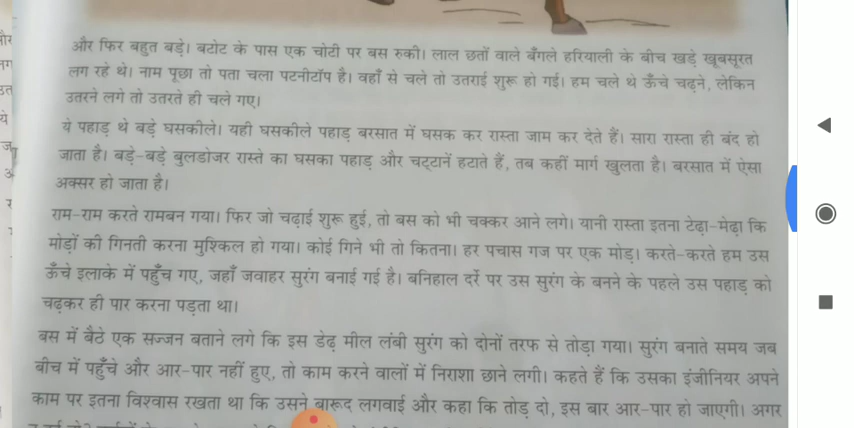 और फिर बहुत बड़े। बटोट के पास एक चोटी पर बस रुकी। लाल छतों वाले बँगले हरियाली के बीच खड़े खूबसूरत
लग रहे थे। नाम पूछा तो पता चला पटनीटॉप है। वहाँ से चले तो उतराई शुरू हो गई। हम चले थे ऊँचे चढ़ने, लेकिन
उतरने लगे तो उतरते ही चले गए।
ये पहाड़ थे बड़े घसकीले। यही घसकीले पहाड़ बरसात में घसक कर रास्ता जाम कर देते हैं। सारा रास्ता ही बंद हो
जाता है। बड़े-बड़े बुलडोजर रास्ते का घसका पहाड़ और चट्टानें हटाते हैं, तब कहीं मार्ग खुलता है। बरसात में ऐसा
अक्सर हो जाता है।
राम-राम करते रामबन गया। फिर जो चढ़ाई शुरू हुई, तो बस को भी चक्कर आने लगे। यानी रास्ता इतना टेढ़ा-मेढ़ा कि
मोड़ों की गिनती करना मुश्किल हो गया। कोई गिने भी तो कितना। हर पचास गज पर एक मोड़। करते-करते हम उस
ऊँचे इलाके में पहुँच गए, जहाँ जवाहर सुरंग बनाई गई है। बनिहाल दर्रे पर उस सुरंग के बनने के पहले उस पहाड़ को
चढ़कर ही पार करना पड़ता था।
बस में बैठे एक सज्जन बताने लगे कि इस डेढ़ मील लंबी सुरंग को दोनों तरफ से तोड़ा गया। सुरंग बनाते समय जब
बीच में पहुँचे और आर-पार नहीं हुए, तो काम करने वालों में निराशा छाने लगी। कहते हैं कि उसका इंजीनियर अपने
काम पर इतना विश्वास रखता था कि उसने बारूद लगवाई और कहा कि तोड़ दो, इस बार आर-पार हो जाएगी। अगर